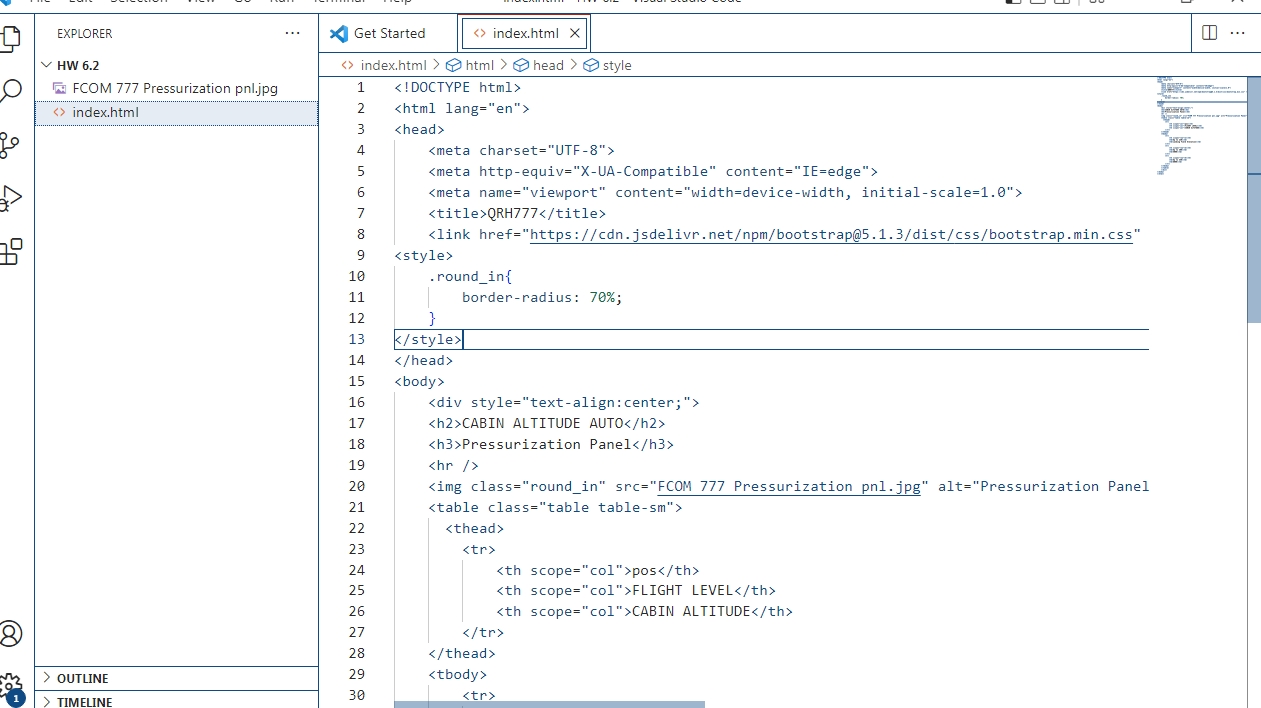 File Edit Selection View Go Run Terminal Help index.html - HW 6.2 - Visual Studio Code
EXPLORER
Get Started
index.html
HW 6.2
index.html > html > head > style
FCOM 777 Pressurization pnl.jpg
index.html
1 <!DOCTYPE html>
2 <html lang="en">
3 <head>
4 <meta charset="UTF-8">
5 <meta http-equiv="X-UA-Compatible" content="IE=edge">
6 <meta name="viewport" content="width=device-width, initial-scale=1.0">
7 <title>QRH777</title>
8 <link href="https://cdn.jsdelivr.net/npm/bootstrap@5.1.3/dist/css/bootstrap.min.css"
9 <style>
10 .round_in{
11 border-radius: 70%;
12 }
13 </style>
14 </head>
15 <body>
16 <div style="text-align:center;">
17 <h2>CABIN ALTITUDE AUTO</h2>
18 <h3>Pressurization Panel</h3>
19 <hr />
20 <img class="round_in" src="FCOM 777 Pressurization pnl.jpg" alt="Pressurization Panel
21 <table class="table table-sm">
22 <thead>
23 <tr>
24 <th scope="col">pos</th>
25 <th scope="col">FLIGHT LEVEL</th>
26 <th scope="col">CABIN ALTITUDE</th>
27 </tr>
28 </thead>
29 <tbody>
30 <tr>
OUTLINE
TIMELINE
1